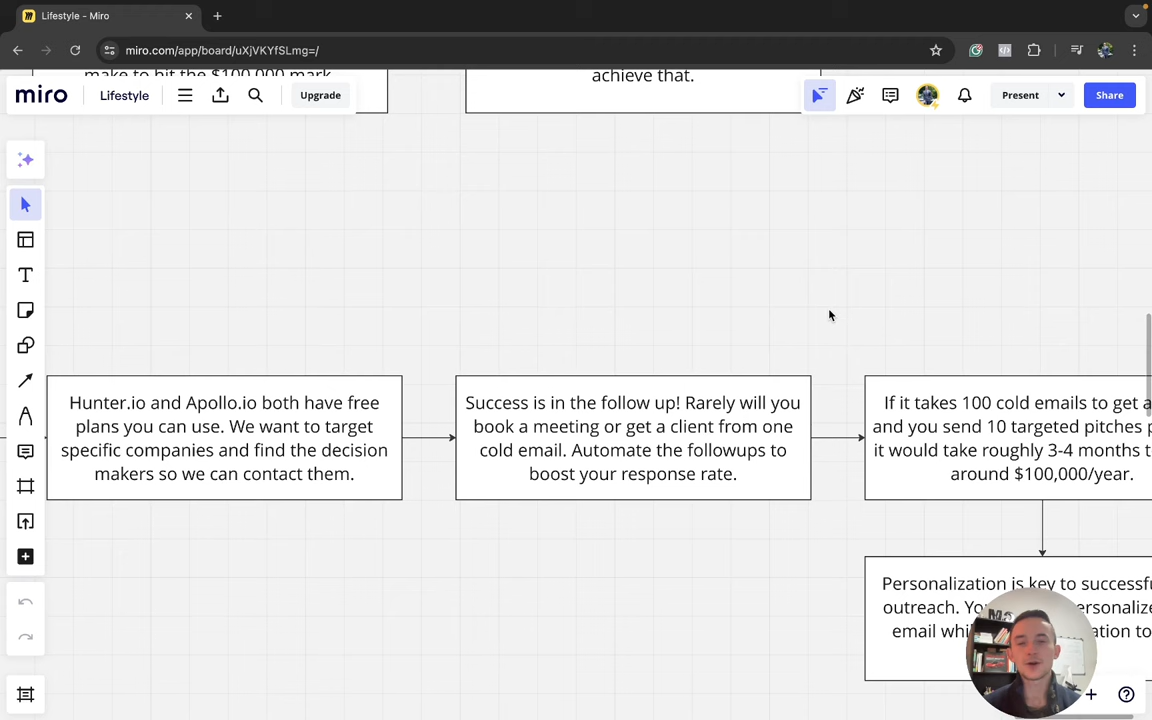 Lifestyle - Miro
miro.com/app/board/uXjVKYfSLmg=/
make to hit the $100,000 mark
achieve that.
miro
Lifestyle
Upgrade
Present
Share
Hunter.io and Apollo.io both have free
plans you can use. We want to target
specific companies and find the decision
makers so we can contact them.
Success is in the follow up! Rarely will you
book a meeting or get a client from one
cold email. Automate the followups to
boost your response rate.
If it takes 100 cold emails to get a
and you send 10 targeted pitches
it would take roughly 3-4 months
around $100,000/year.
Personalization is key to
outreach.
email